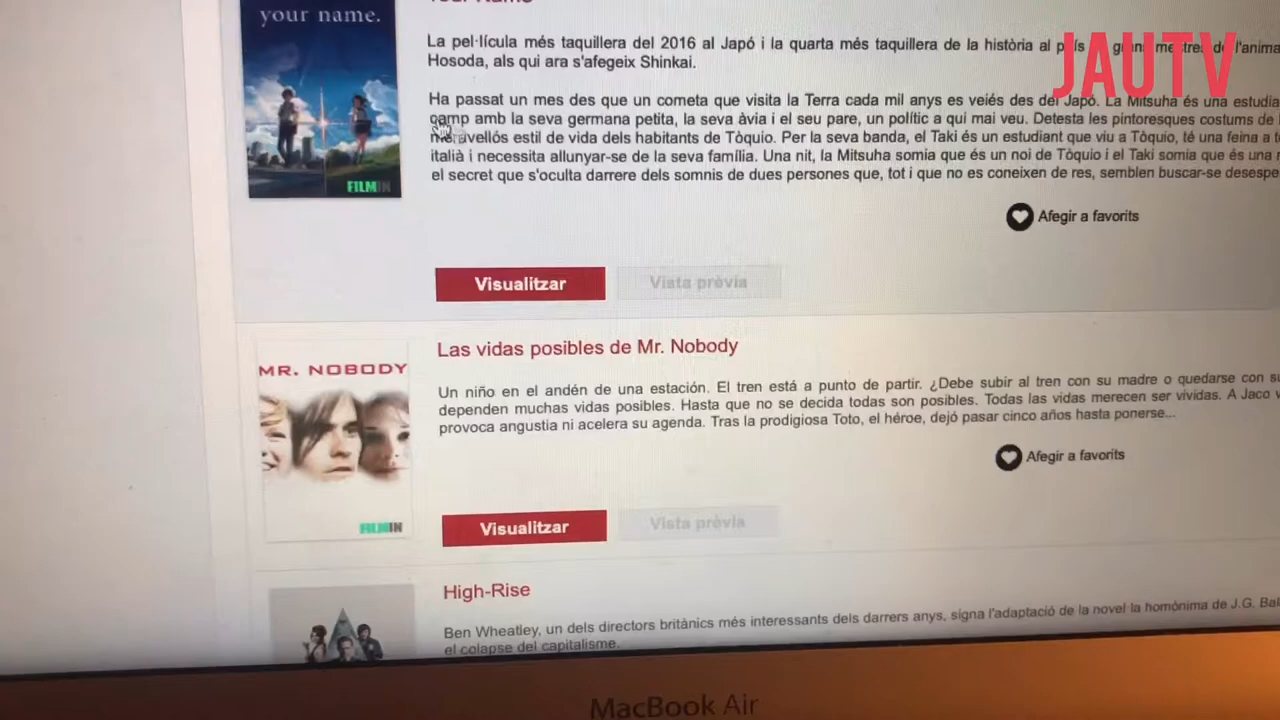 your name.
FILMIN
Your Name
La pel·lícula més taquillera del 2016 al Japó i la quarta més taquillera de la història al país
Hosoda, als qui ara s'afegeix Shinkai.
JAUTV
Ha passat un mes des que un cometa que visita la Terra cada mil anys es veiés des del Japó. La Mitsuha és una
camp amb la seva germana petita, la seva àvia i el seu pare, un polític a qui mai veu. Detesta les pintoresques costums de
meravellós estil de vida dels habitants de Tòquio. Per la seva banda, el Taki és un estudiant que viu a Tòquio, té una feina a
italià i necessita allunyar-se de la seva família. Una nit, la Mitsuha somia que és un noi de Tòquio i el Taki somia que és una
el secret que s'oculta darrere dels somnis de dues persones que, tot i que no es coneixen de res, semblen buscar-se
Afegir a favorits
Visualitzar
Vista prèvia
MR. NOBODY
FILMIN
Las vidas posibles de Mr. Nobody
Un niño en el andén de una estación. El tren está a punto de partir. ¿Debe subir al tren con su madre o quedarse con
dependen muchas vidas posibles. Hasta que no se decida todas son posibles. Todas las vidas merecen ser vividas. A Jaco
provoca angustia ni acelera su agenda. Tras la prodigiosa Toto, el héroe, dejó pasar cinco años hasta ponerse...
Afegir a favorits
Visualitzar
Vista prèvia
High-Rise
Ben Wheatley, un dels directors britànics més interessants dels darrers anys, signa l'adaptació de la novel la homònima de J.G.
el colapse del capitalisme.
MacBook Air